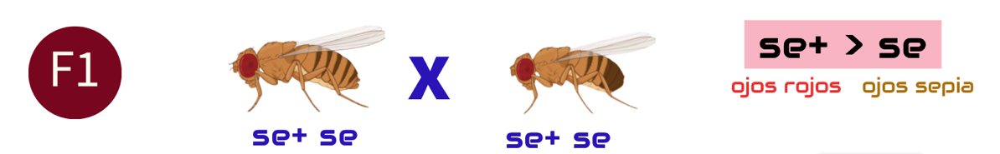 F1
X
se+ > se
ojos rojos ojos sepia
se+ se
se+ se